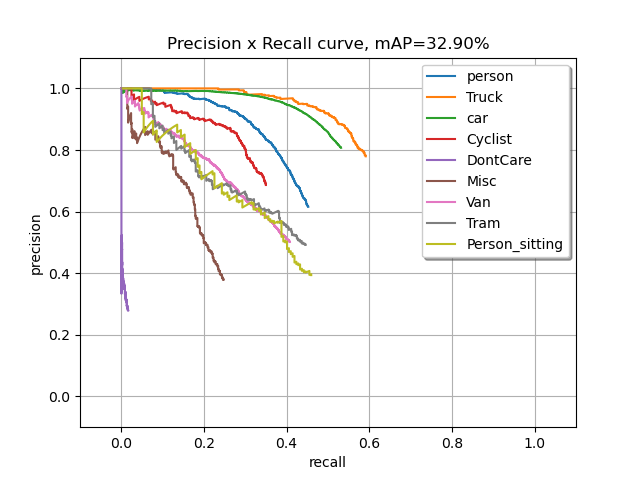 Precision x Recall curve, mAP=32.90%
person
Truck
car
Cyclist
DontCare
Misc
Van
Tram
Person_sitting
precision
1.0
0.8
0.6
0.4
0.2
0.0
0.0 0.2 0.4 0.6 0.8 1.0
recall